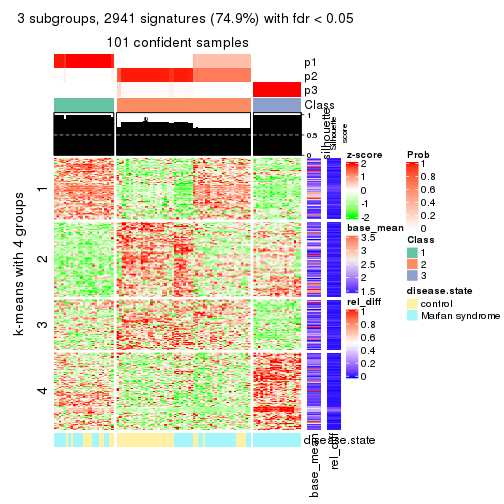 3 subgroups, 2941 signatures (74.9%) with fdr < 0.05
101 confident samples
p1
p2
p3
Class
1
0.5
0
silhouette
Silhouette
score
k-means with 4 groups
1
2
3
4
disease.state
base_mean
rel_diff
z-score
2
1
0
-1
-2
base_mean
3.5
3
2.5
2
1.5
rel_diff
1
0.8
0.6
0.4
0.2
0
Prob
1
0.8
0.6
0.4
0.2
0
Class
1
2
3
disease.state
control
Marfan syndrome